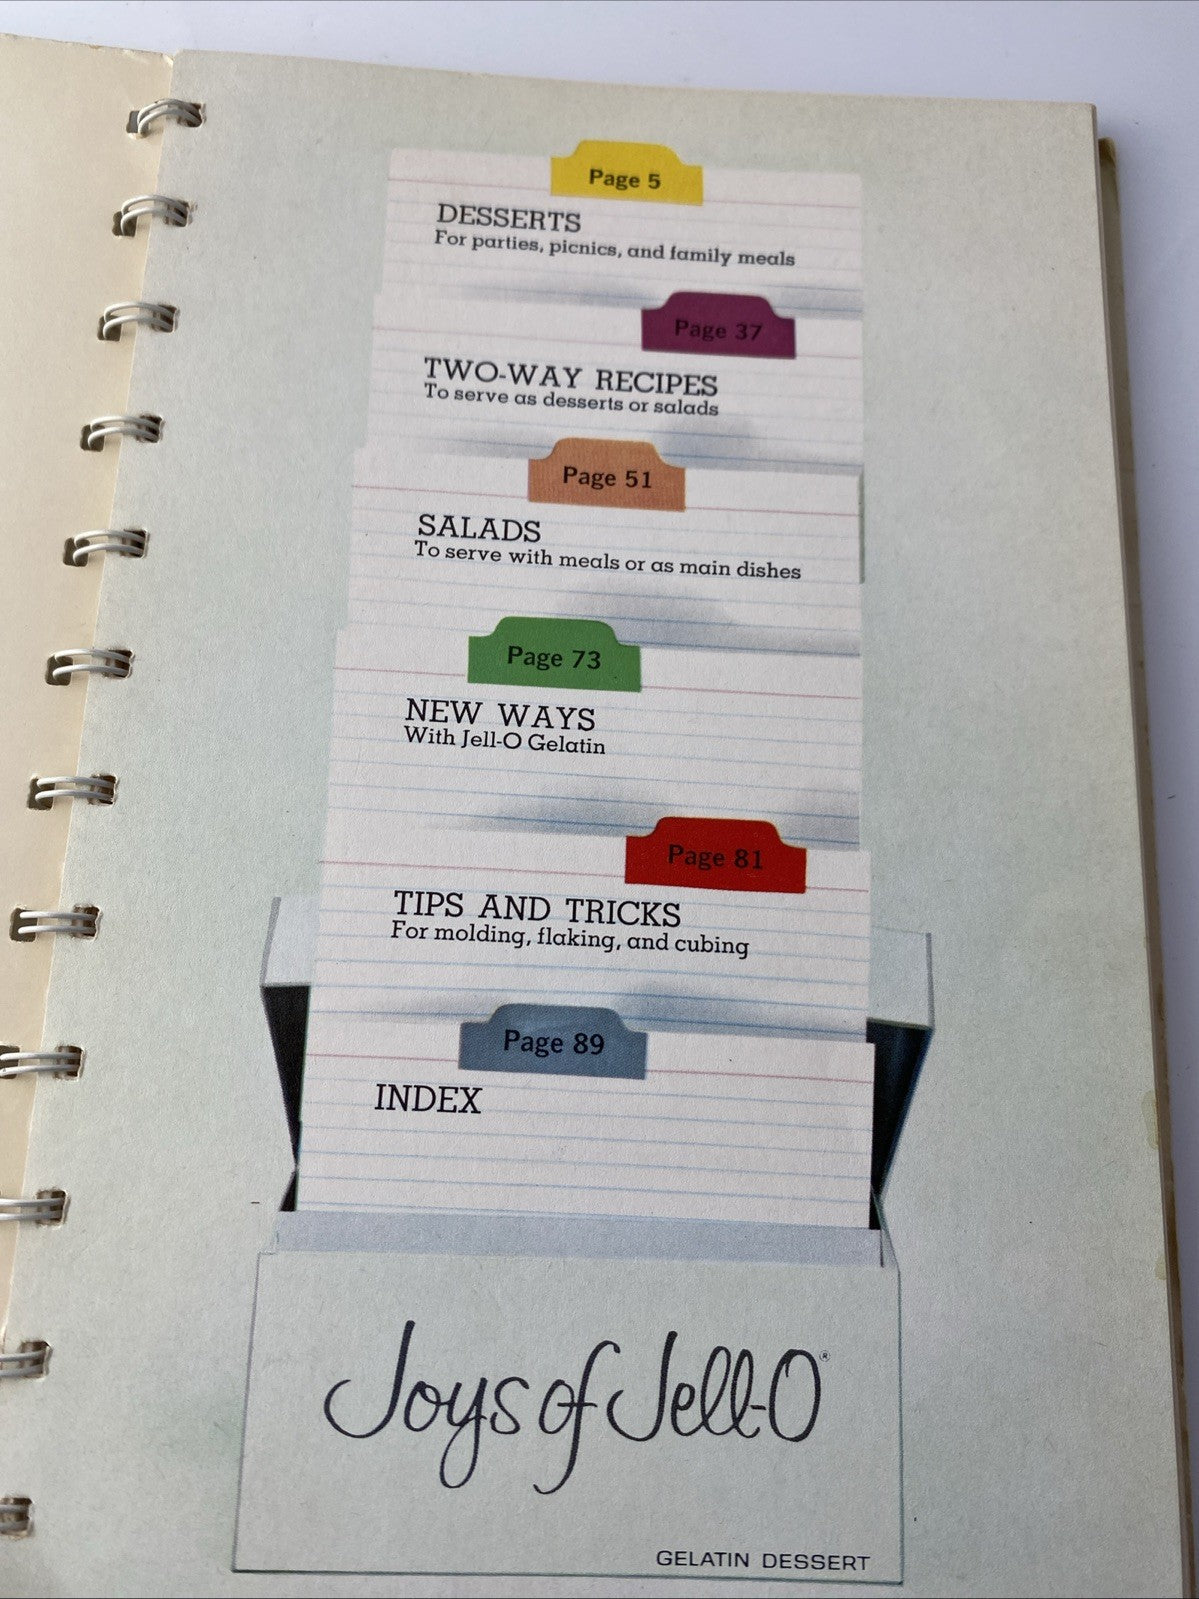 Page 5
DESSERTS
For parties, picnics, and family meals
Page 37
TWO-WAY RECIPES
To serve as desserts or salads
Page 51
SALADS
To serve with meals or as main dishes
Page 73
NEW WAYS
With Jell-O Gelatin
Page 81
TIPS AND TRICKS
For molding, flaking, and cubing
Page 89
INDEX
Joys of Jell-O®
GELATIN DESSERT